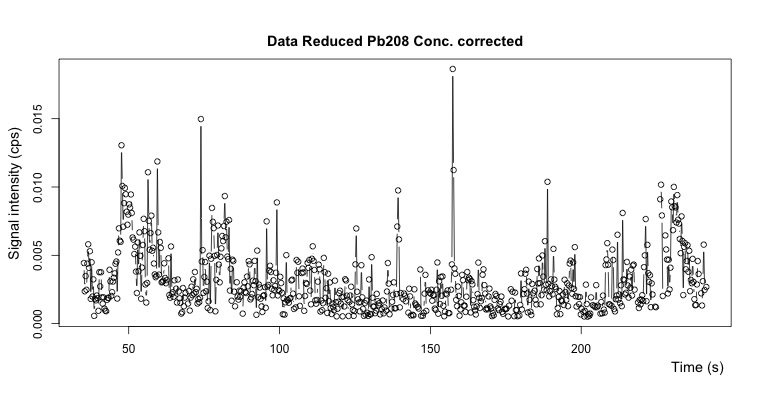 Data Reduced Pb208 Conc. corrected
Signal intensity (cps)
0.015
0.010
0.005
0.000
50 100 150 200
Time (s)